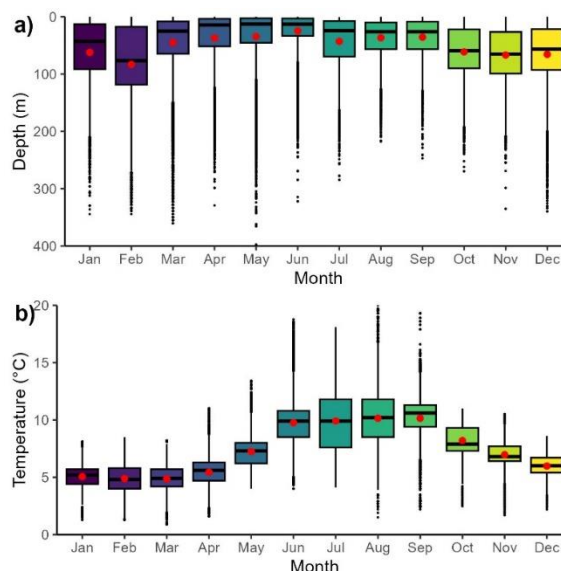 a)
0
100
200
300
400
Depth (m)
Jan Feb Mar Apr May Jun Jul Aug Sep Oct Nov Dec
Month
b)
20
15
10
5
0
Temperature (°C)
Jan Feb Mar Apr May Jun Jul Aug Sep Oct Nov Dec
Month